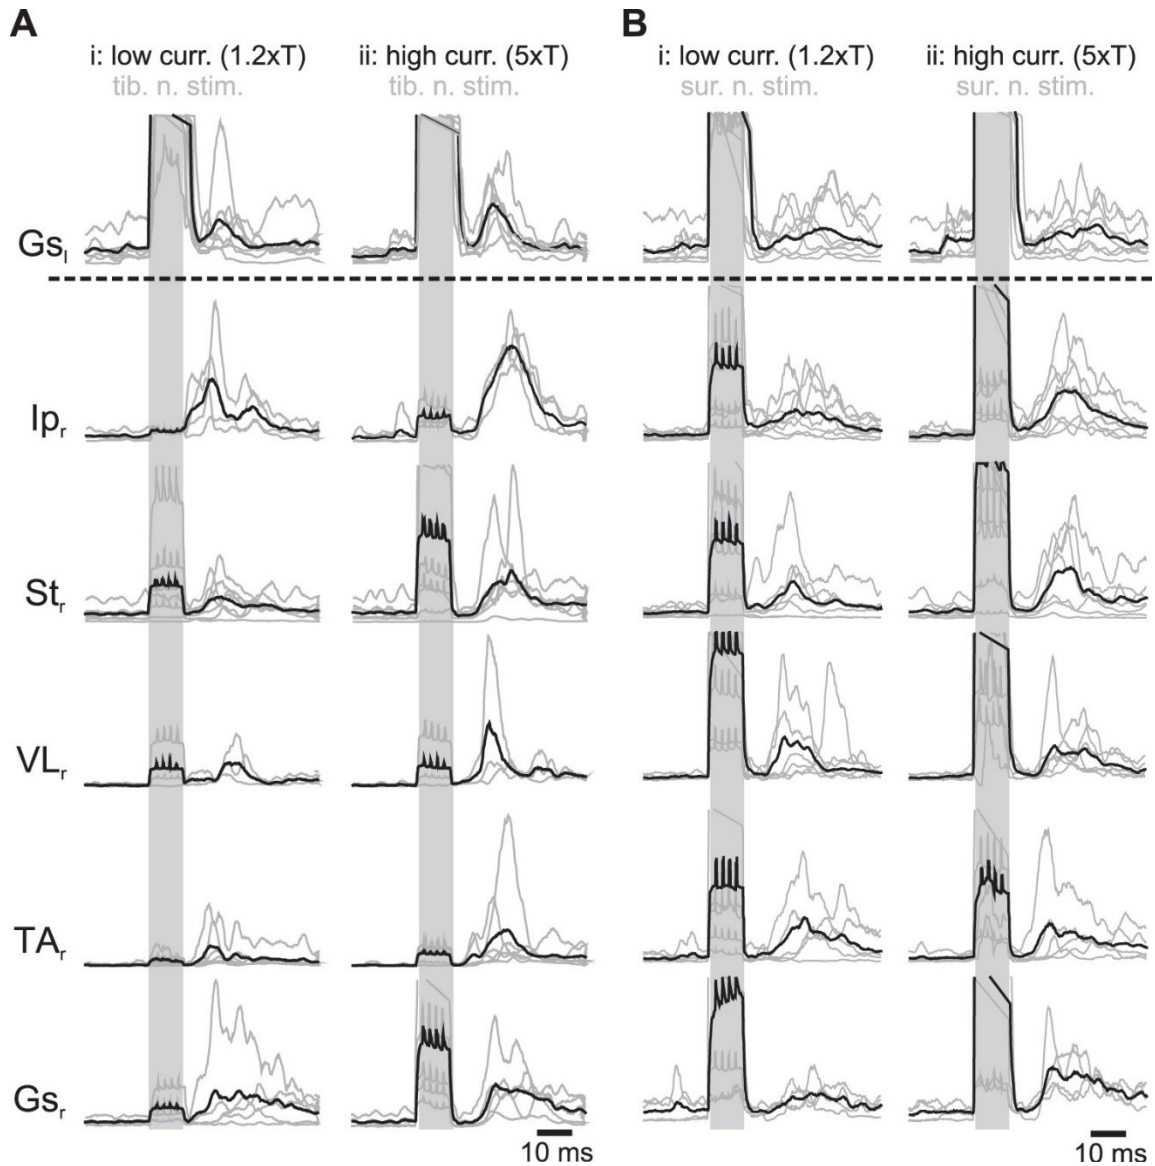 A B
i: low curr. (1.2xT) ii: high curr. (5xT) i: low curr. (1.2xT) ii: high curr. (5xT)
tib. n. stim. tib. n. stim. sur. n. stim. sur. n. stim.
Gsl
Ipr
Str
VLr
TAr
Gsr
10 ms 10 ms